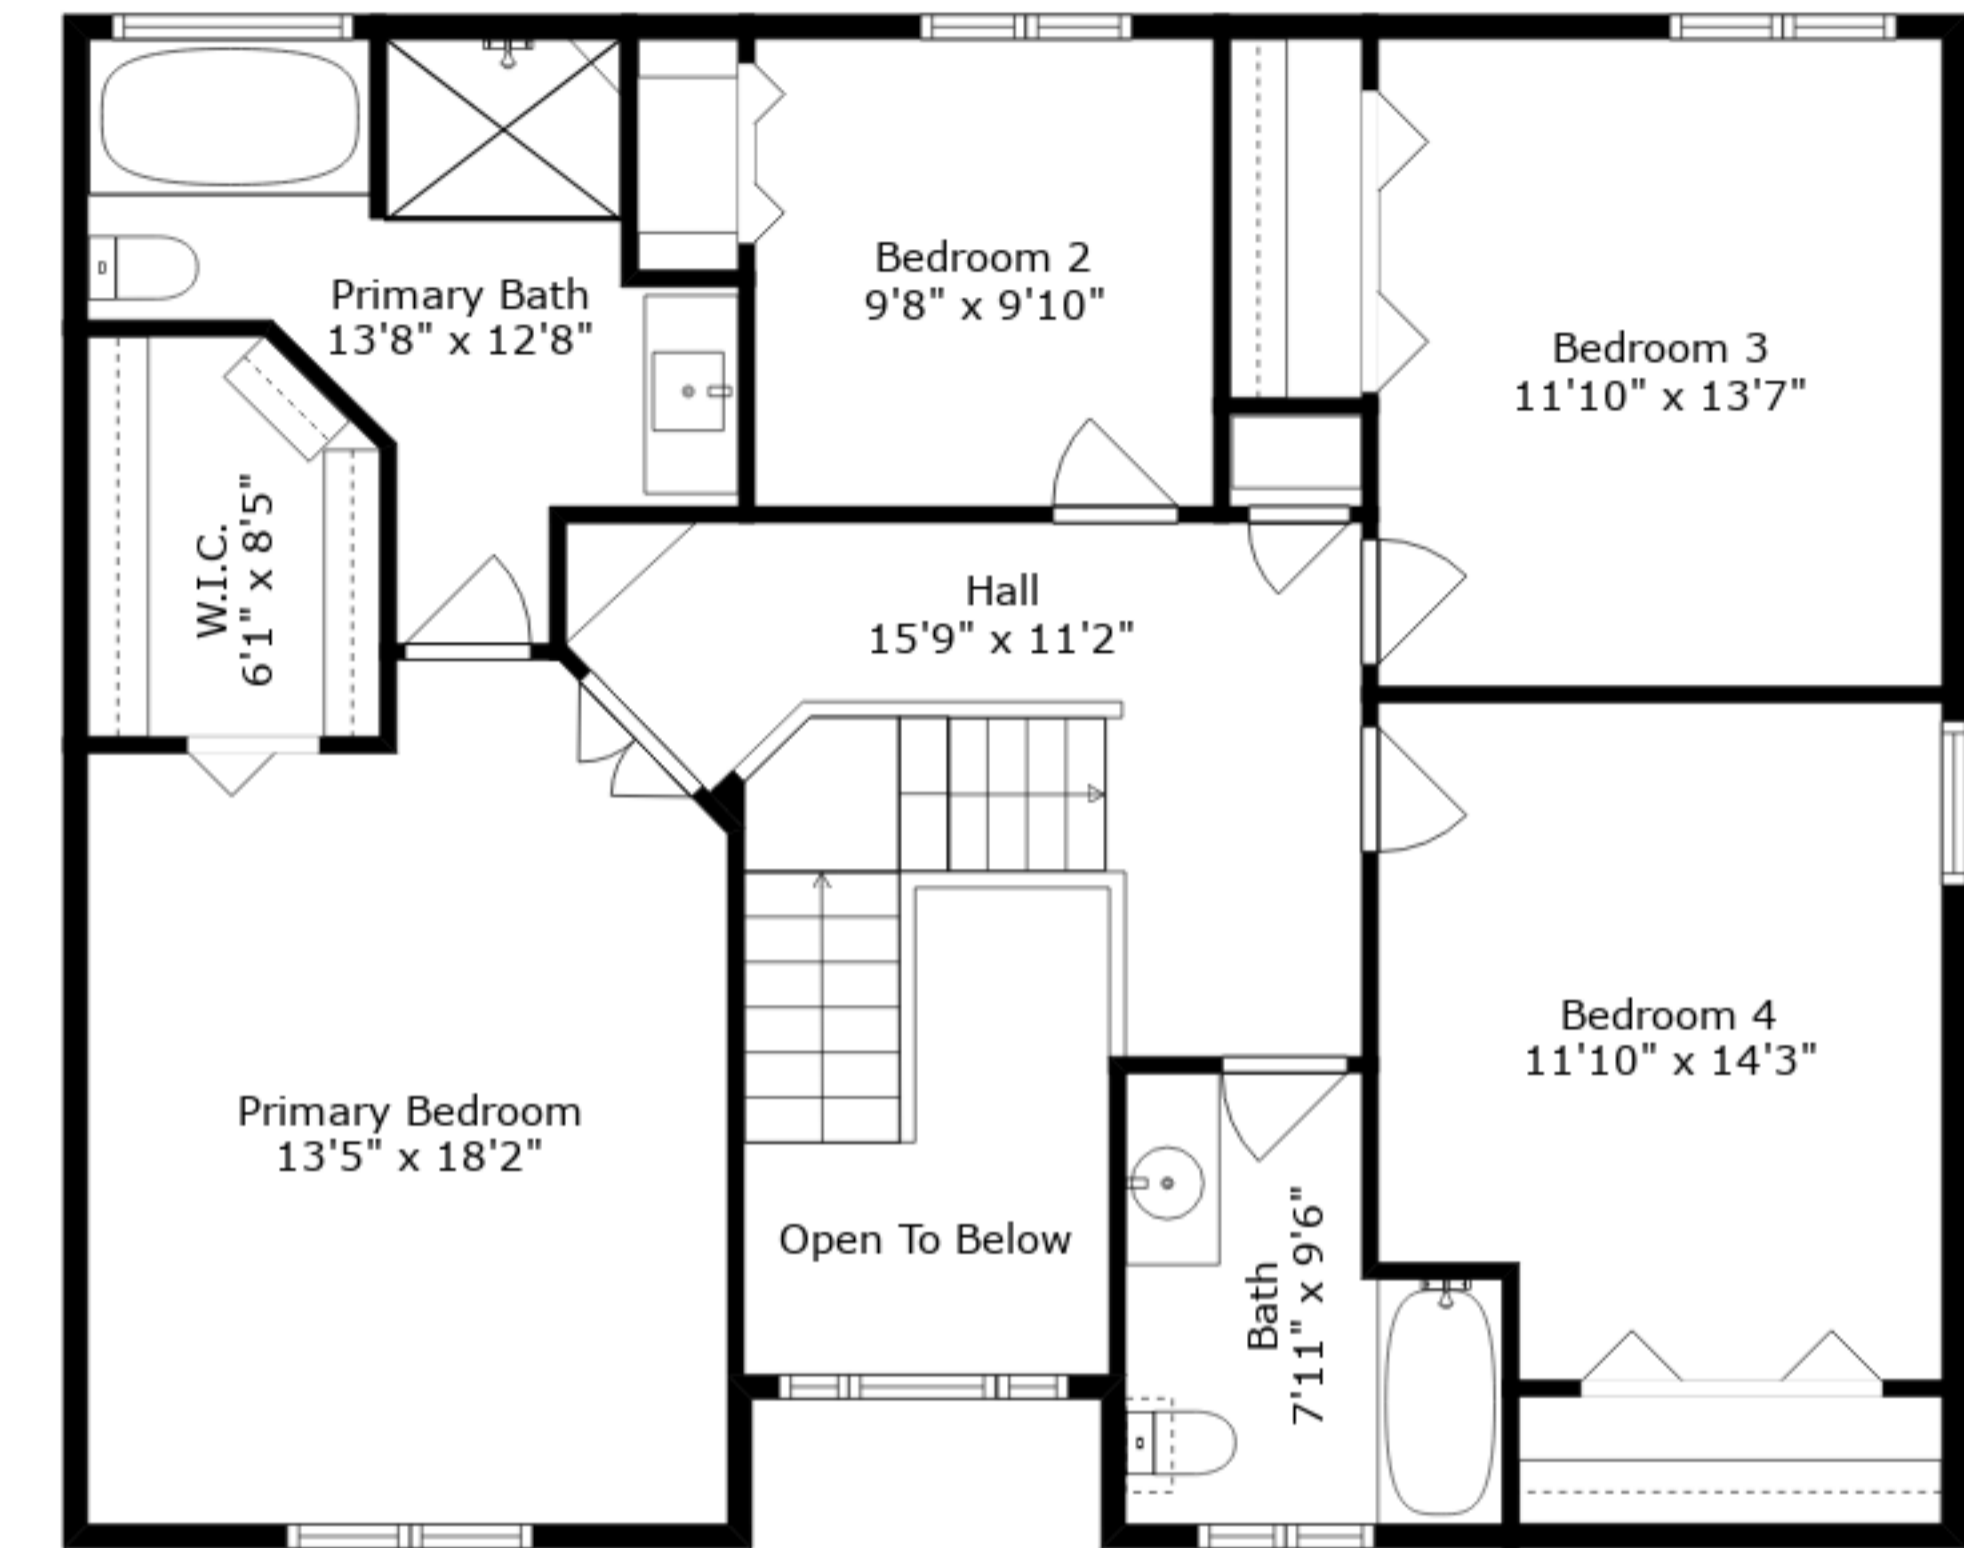 Primary Bath
13'8" x 12'8"
Bedroom 2
9'8" x 9'10"
Bedroom 3
11'10" x 13'7"
W.I.C.
6'1" x 8'5"
Hall
15'9" x 11'2"
Primary Bedroom
13'5" x 18'2"
Open To Below
Bath
7'11" x 9'6"
Bedroom 4
11'10" x 14'3"